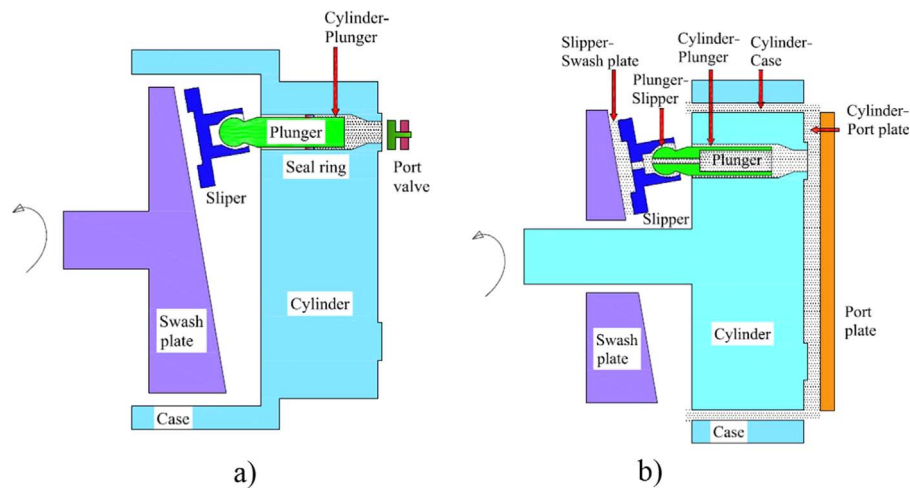 Cylinder-
Plunger
Plunger
Seal ring
Port
valve
Sliper
Cylinder
Swash
plate
Case
a)
Slipper-
Swash plate
Cylinder-
Plunger
Cylinder-
Case
Plunger-
Slipper
Cylinder-
Port plate
Plunger
Slipper
Cylinder
Port
plate
Swash
plate
Case
b)